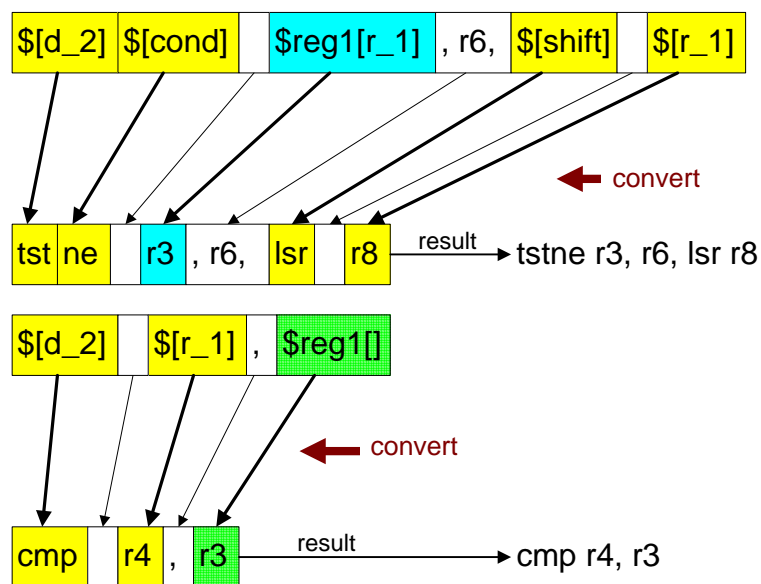 $[d_2] $[cond] $reg1[r_1] , r6, $[shift] $[r_1]
convert
tst ne r3 , r6, lsr r8 result tstne r3, r6, lsr r8
$[d_2] $[r_1] , $reg1[]
convert
cmp r4 , r3 result cmp r4, r3